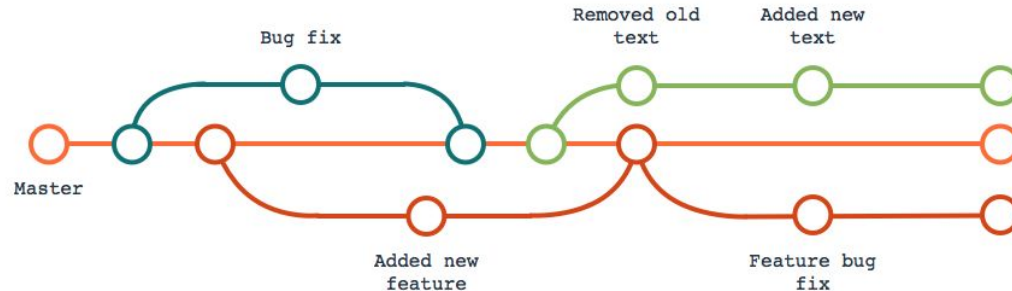 Bug fix
Removed old
text
Added new
text
Master
Added new
feature
Feature bug
fix